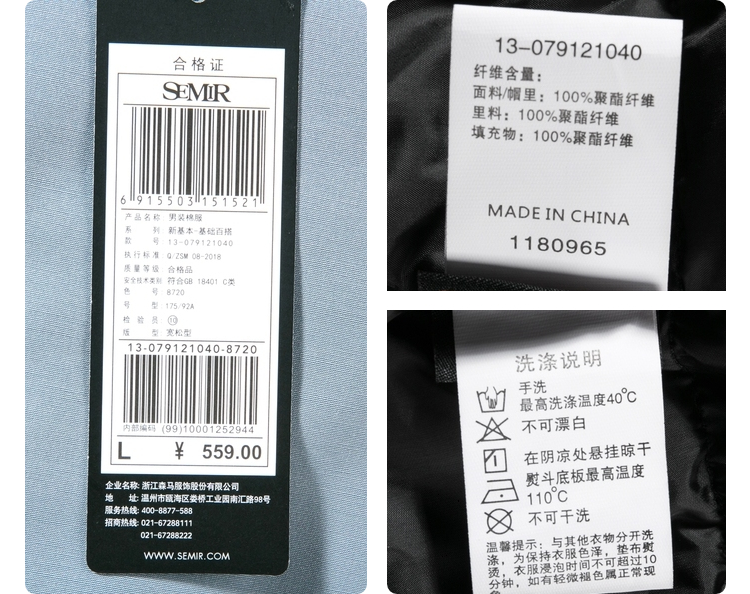 合格证
SEMIR
6 915503 151521
产品名称 男装棉服
系 列 新基本-基础百搭
款 号 13-079121040
执行标准 Q/ZSM 08-2018
质量等级 合格品
安全技术类别 符合GB 18401 C类
色 号 8720
号 型 175/92A
检 验 员 ⑩
版 型 宽松型
13-079121040-8720
内部编码 (99)10001252944
L ¥ 559.00
企业名称: 浙江森马服饰股份有限公司
地 址: 温州市瓯海区娄桥工业园南汇路98号
服务热线: 400-8877-588
招商热线: 021-67288111
021-67288222
WWW.SEMIR.COM
13-079121040
纤维含量:
面料/帽里: 100%聚酯纤维
里料: 100%聚酯纤维
填充物: 100%聚酯纤维
MADE IN CHINA
1180965
洗涤说明
手洗
最高洗涤温度40°C
不可漂白
在阴凉处悬挂晾干
熨斗底板最高温度
110°C
不可干洗
温馨提示: 与其他衣物分开洗
涤, 为保持衣服色泽, 垫布熨
烫, 衣服浸泡时间不可超过10
分钟, 如有轻微褪色属正常现